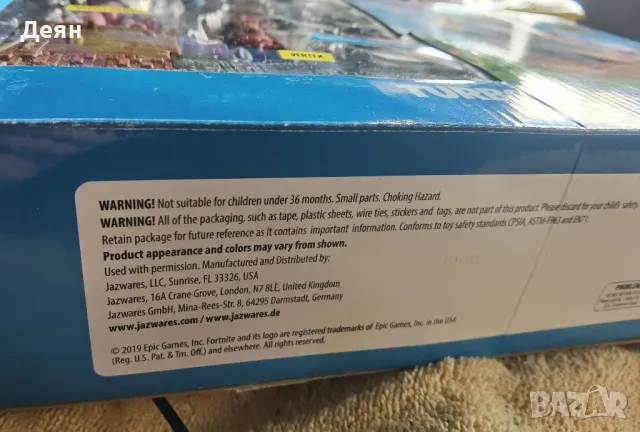 Деян
VERTEX
WARNING! Not suitable for children under 36 months. Small parts. Choking Hazard.
WARNING! All of the packaging, such as tape, plastic sheets, wire ties, stickers and tags, are not part of this product. Please discard for your child's safety.
Retain package for future reference as it contains important information. Conforms to toy safety standards CPSIA, ASTM-F963 and EN71.
Product appearance and colors may vary from shown.
Used with permission. Manufactured and Distributed by:
Jazwares, LLC, Sunrise, FL 33326, USA
Jazwares, 16A Crane Grove, London, N7 8LE, United Kingdom
Jazwares GmbH, Mina-Rees-Str. 8, 64295 Darmstadt, Germany
www.jazwares.com / www.jazwares.de
© 2019 Epic Games, Inc. Fortnite and its logo are registered trademarks of Epic Games, Inc. in the USA
(Reg. U.S. Pat. & Tm. Off.) and elsewhere. All rights reserved.
PROBLEM
BAZAR